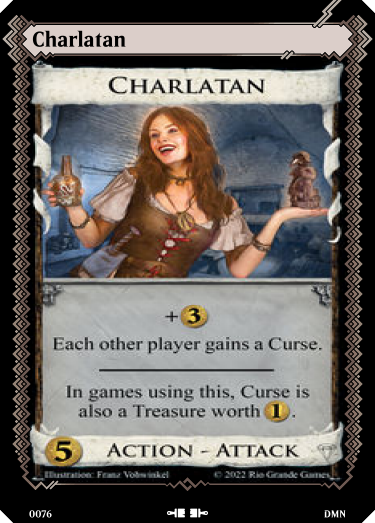 Charlatan
CHARLATAN
+3
Each other player gains a Curse.
In games using this, Curse is
also a Treasure worth 1.
5 ACTION - ATTACK
Illustration: Franz Vohwinkel © 2022 Rio Grande Games
0076 DMN